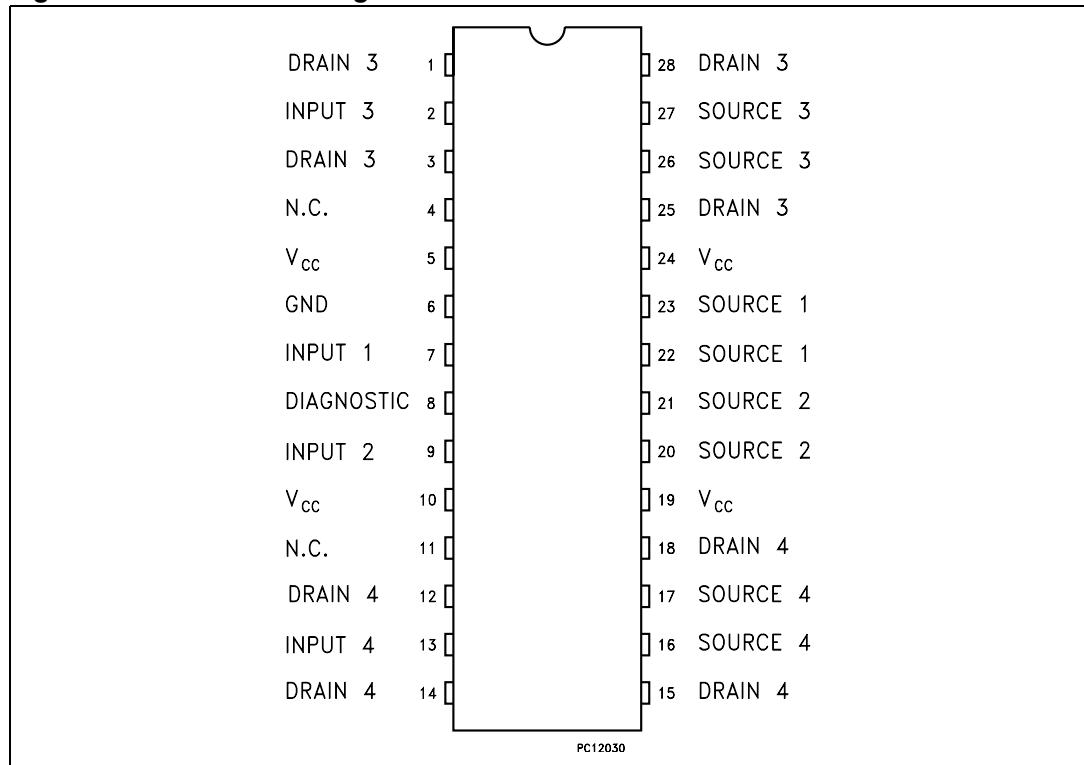 DRAIN 3 1 28 DRAIN 3
INPUT 3 2 27 SOURCE 3
DRAIN 3 3 26 SOURCE 3
N.C. 4 25 DRAIN 3
VCC 5 24 VCC
GND 6 23 SOURCE 1
INPUT 1 7 22 SOURCE 1
DIAGNOSTIC 8 21 SOURCE 2
INPUT 2 9 20 SOURCE 2
VCC 10 19 VCC
N.C. 11 18 DRAIN 4
DRAIN 4 12 17 SOURCE 4
INPUT 4 13 16 SOURCE 4
DRAIN 4 14 15 DRAIN 4
PC12030